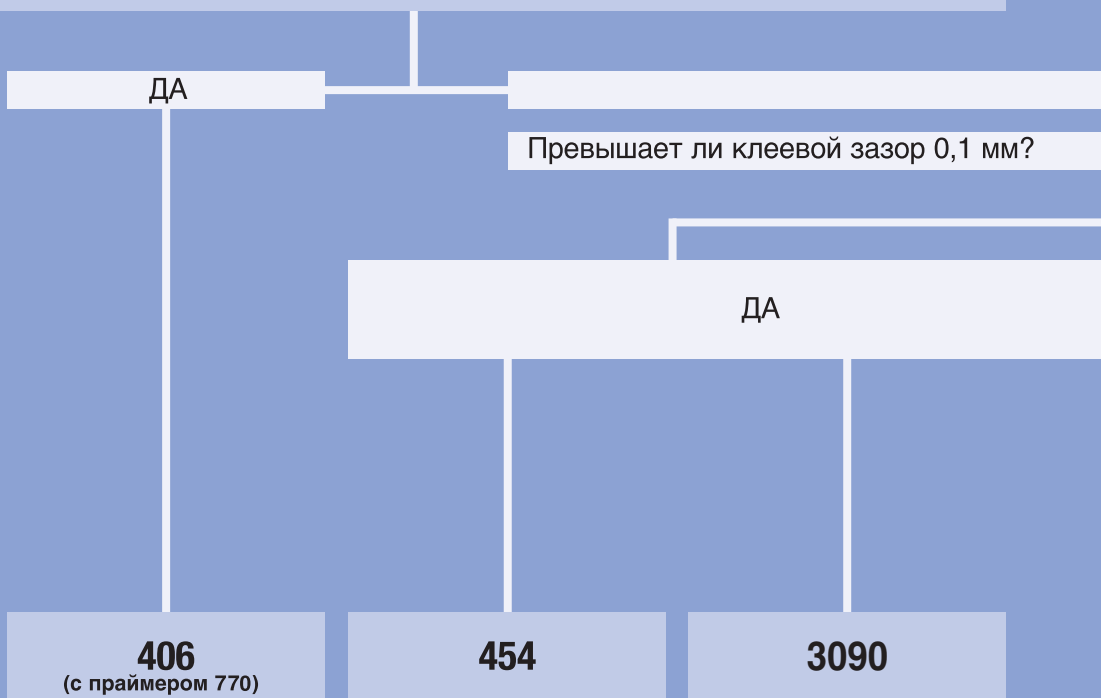 ДА
Превышает ли клеевой зазор 0,1 мм?
ДА
406
(с праймером 770)
454
3090